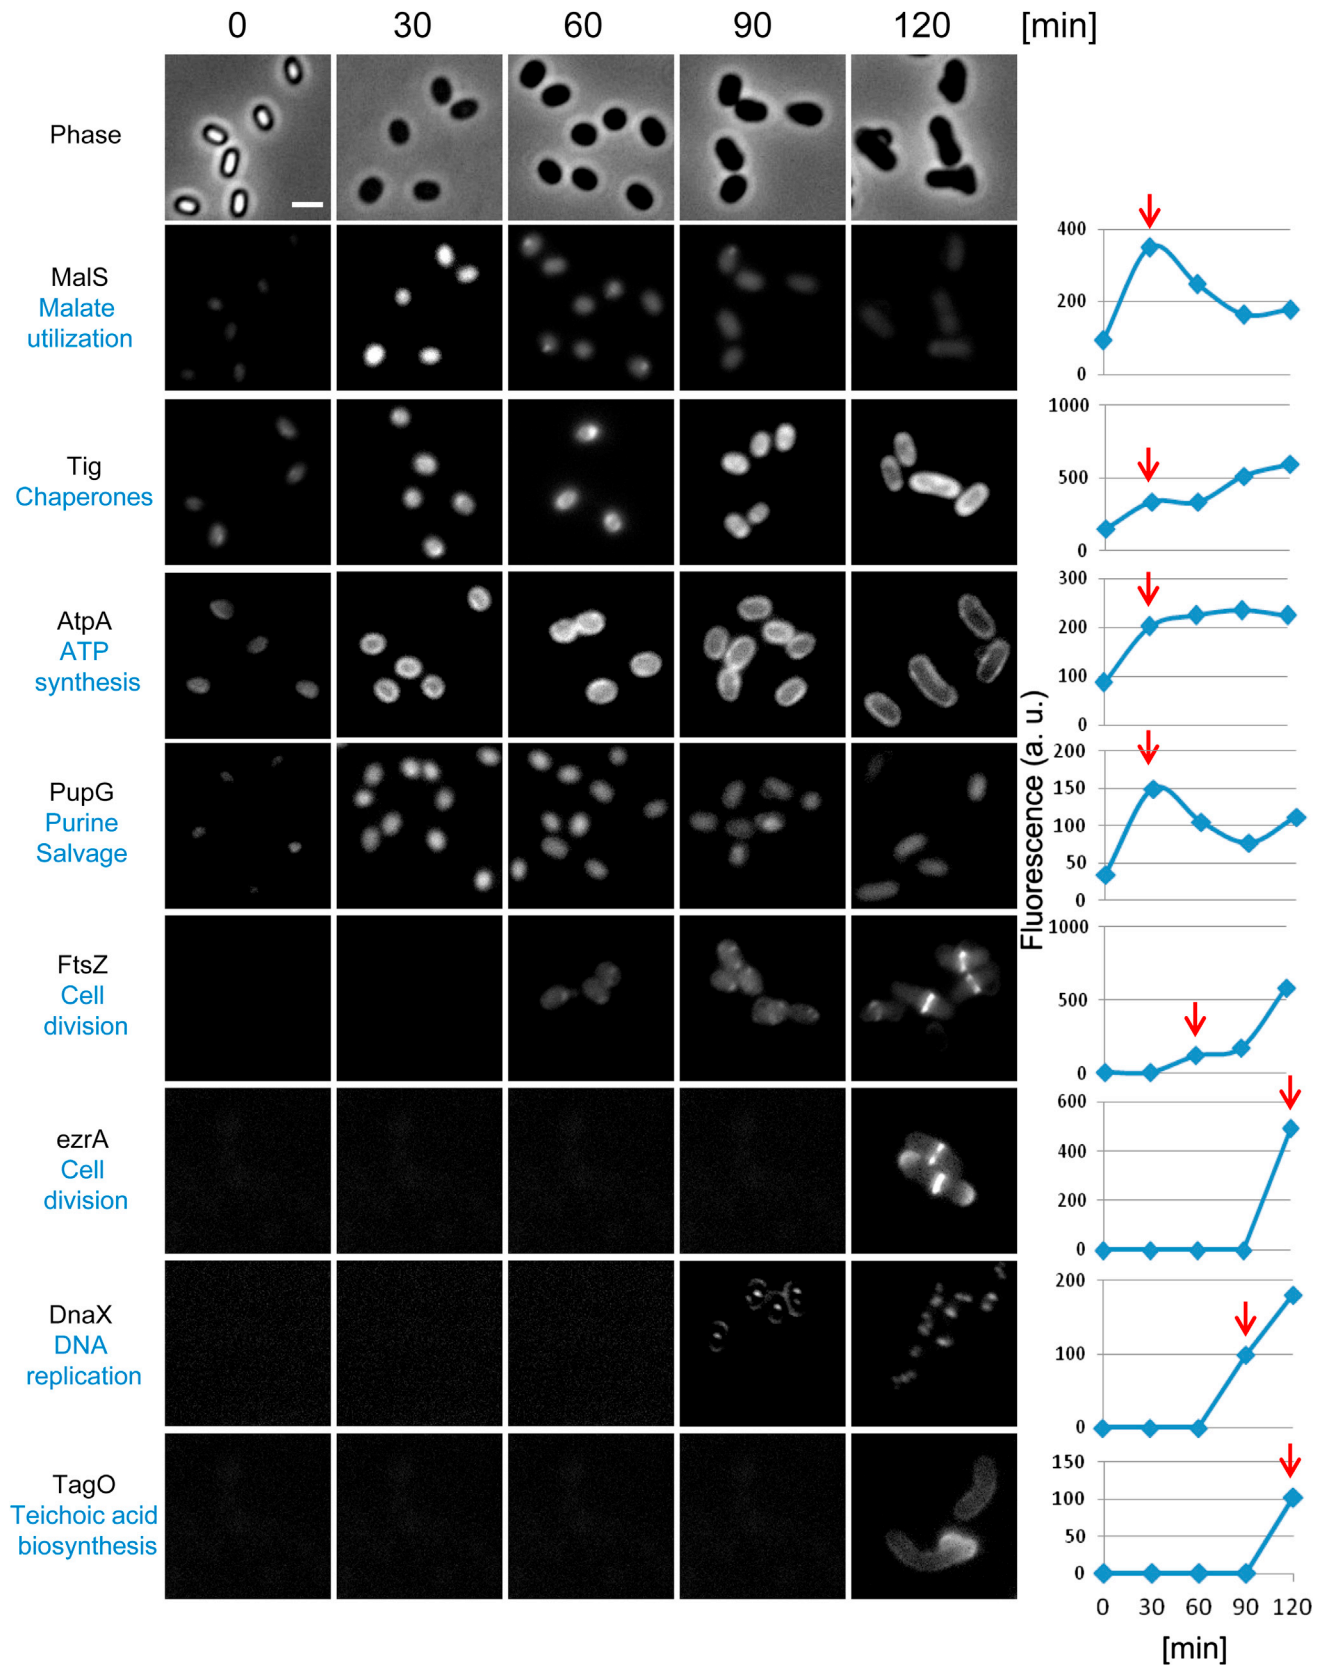 0 30 60 90 120 [min]
Phase
MalS
Malate
utilization
400
200
0
Tig
Chaperones
1000
500
0
AtpA
ATP
synthesis
300
200
100
0
PupG
Purine
Salvage
200
150
100
50
0
Fluorescence (a. u.)
FtsZ
Cell
division
1000
500
0
ezrA
Cell
division
600
400
200
0
DnaX
DNA
replication
200
100
0
TagO
Teichoic acid
biosynthesis
150
100
50
0
0 30 60 90 120
[min]